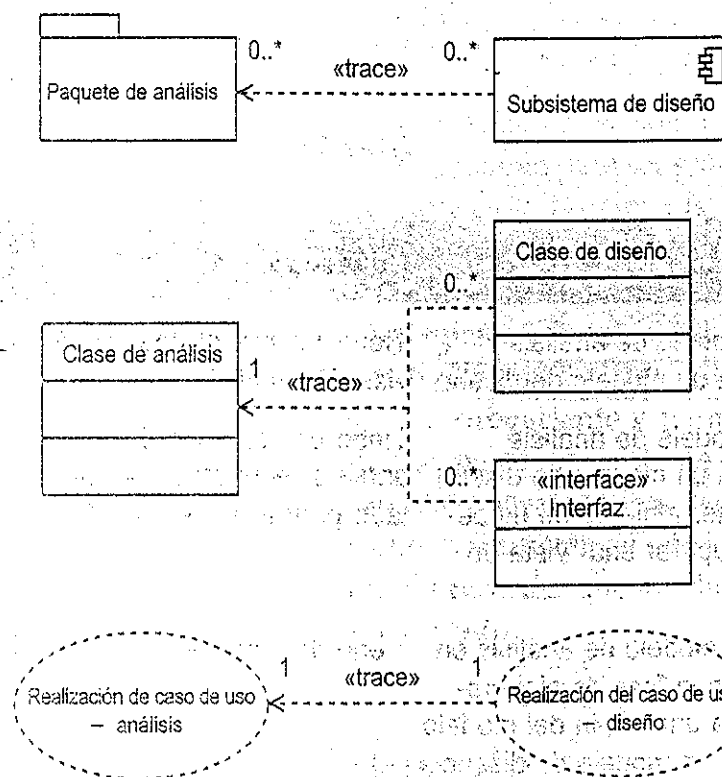 0..*
«trace»
0..*
Paquete de análisis
Subsistema de diseño
Clase de diseño
0..*
Clase de análisis
1
«trace»
0..*
«interface»
Interfaz
1
«trace»
1
Realización de caso de uso
– análisis
Realización del caso de us
– diseño